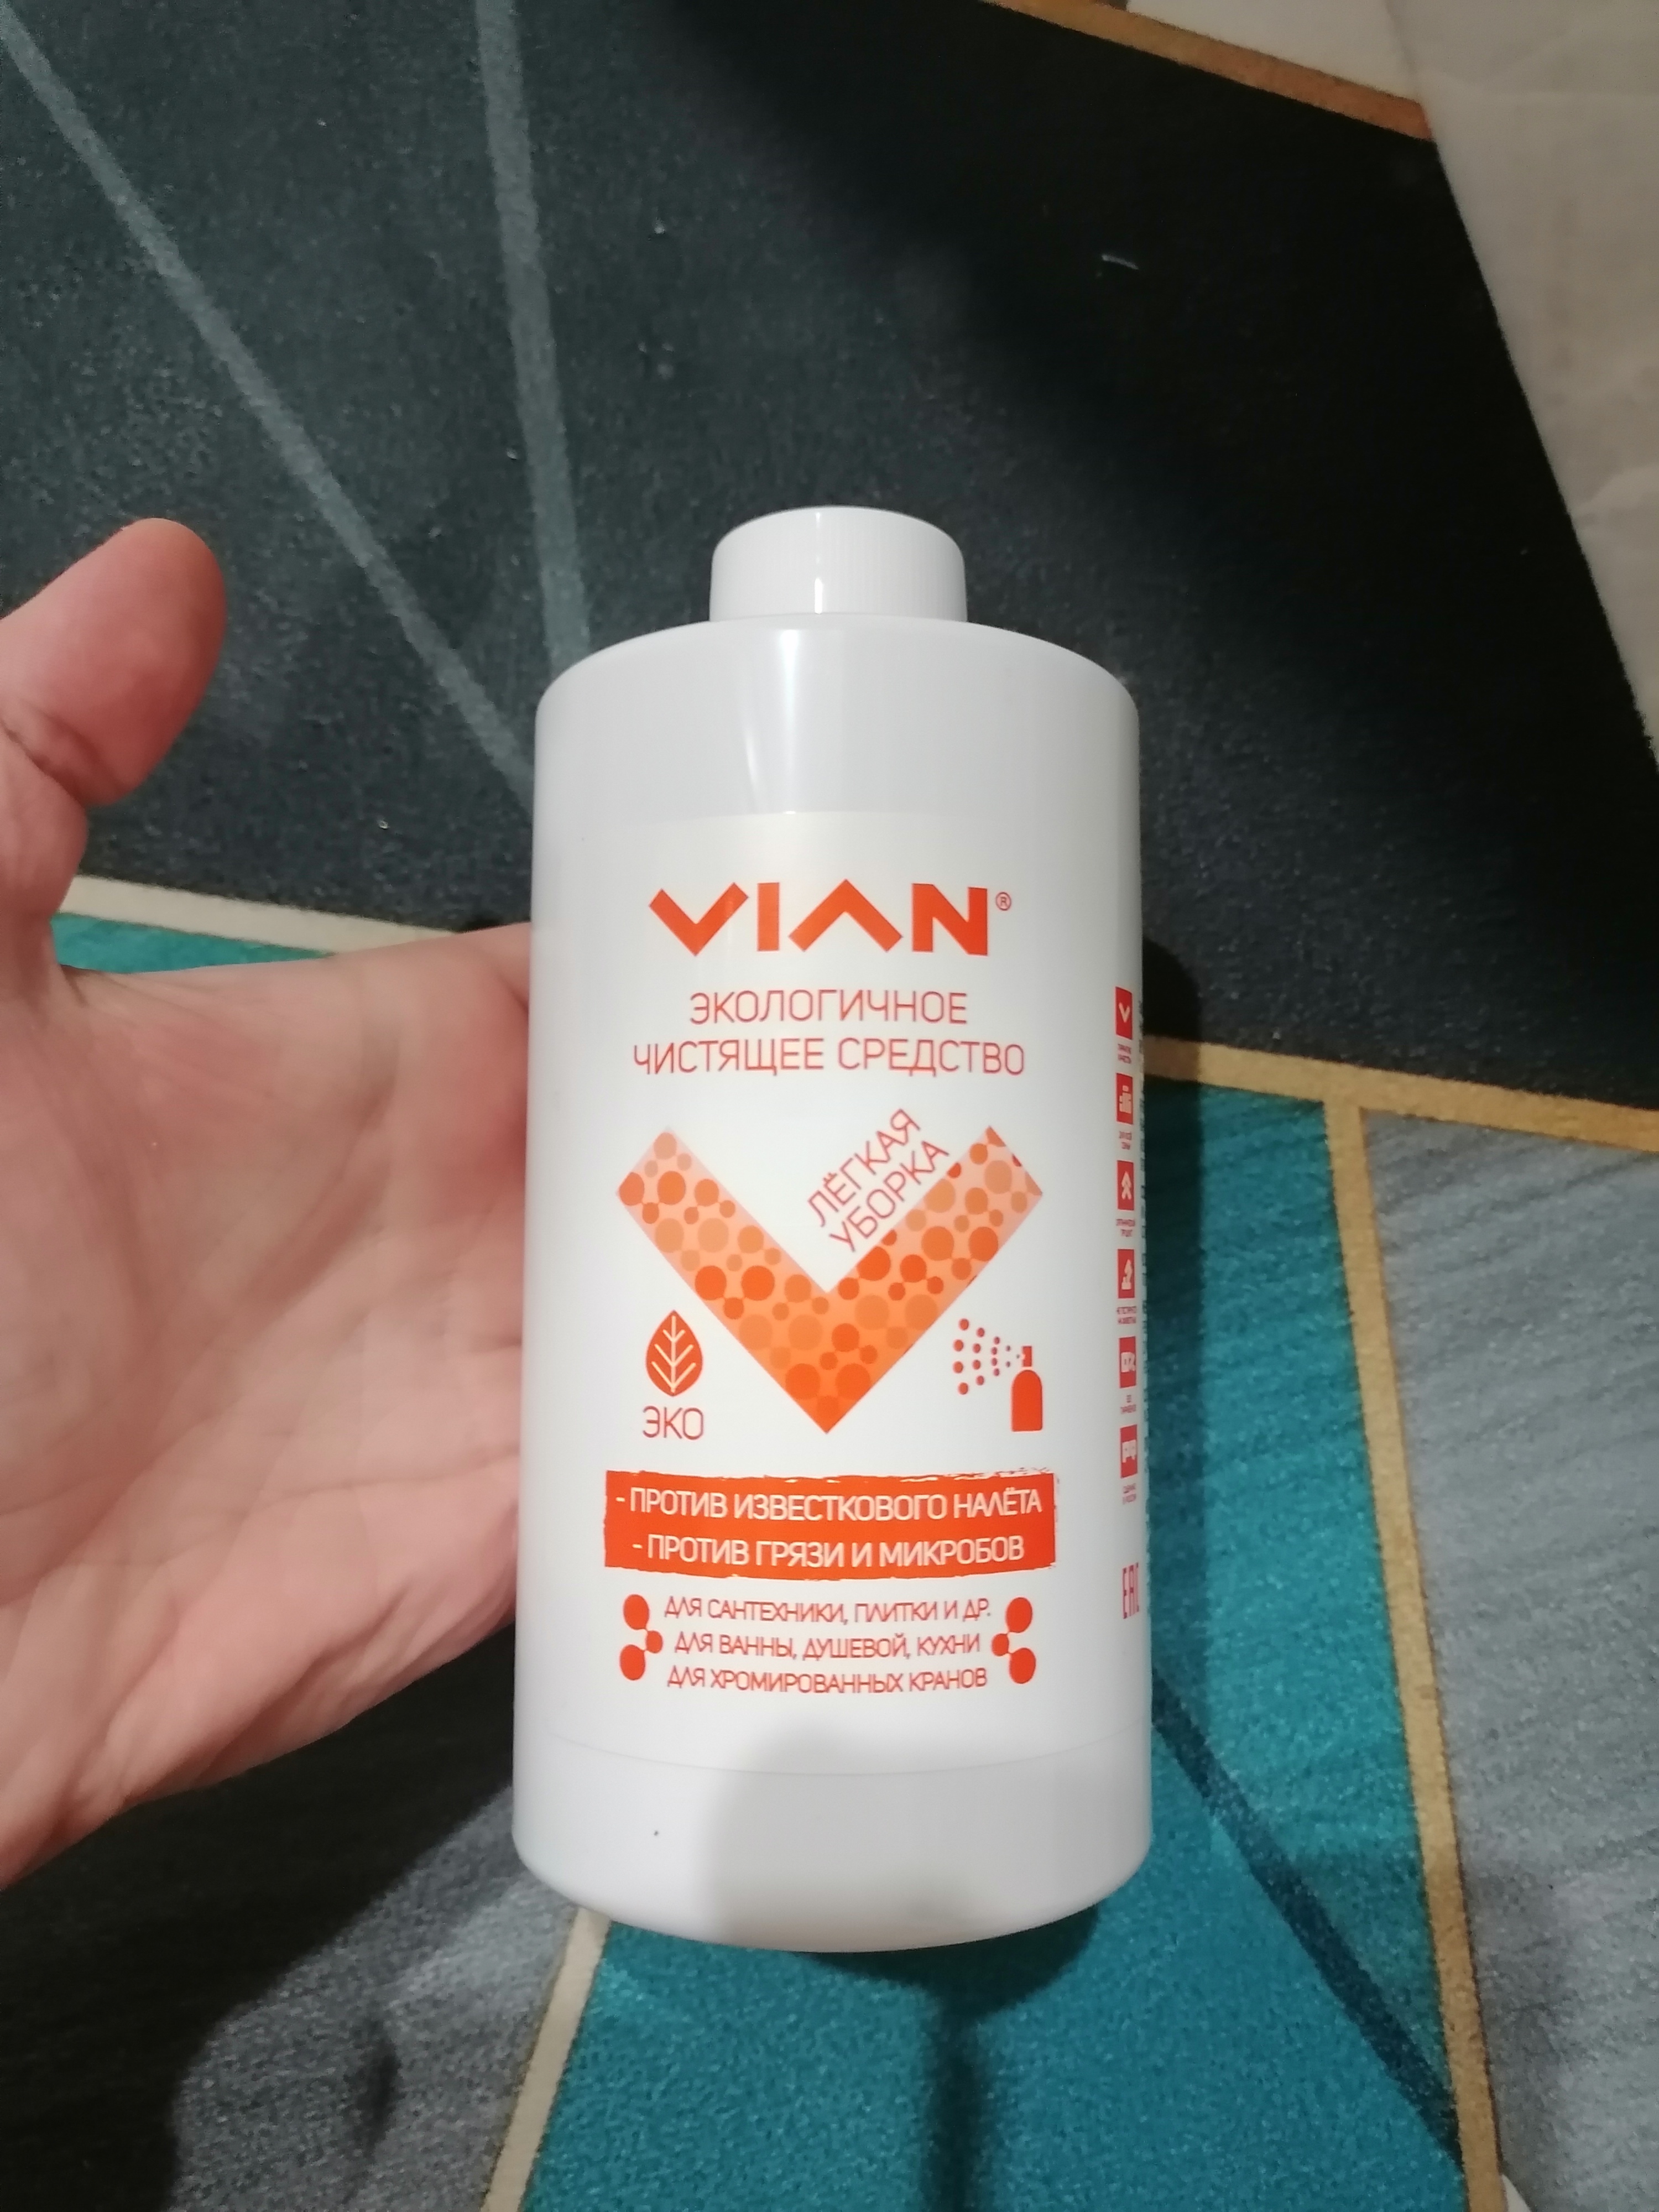 VIAN®
ЭКОЛОГИЧНОЕ
ЧИСТЯЩЕЕ СРЕДСТВО
ЛЁГКАЯ
УБОРКА
ЭКО
- ПРОТИВ ИЗВЕСТКОВОГО НАЛЁТА
- ПРОТИВ ГРЯЗИ И МИКРОБОВ
ДЛЯ САНТЕХНИКИ, ПЛИТКИ И ДР.
ДЛЯ ВАННЫ, ДУШЕВОЙ, КУХНИ
ДЛЯ ХРОМИРОВАННЫХ КРАНОВ
EAC